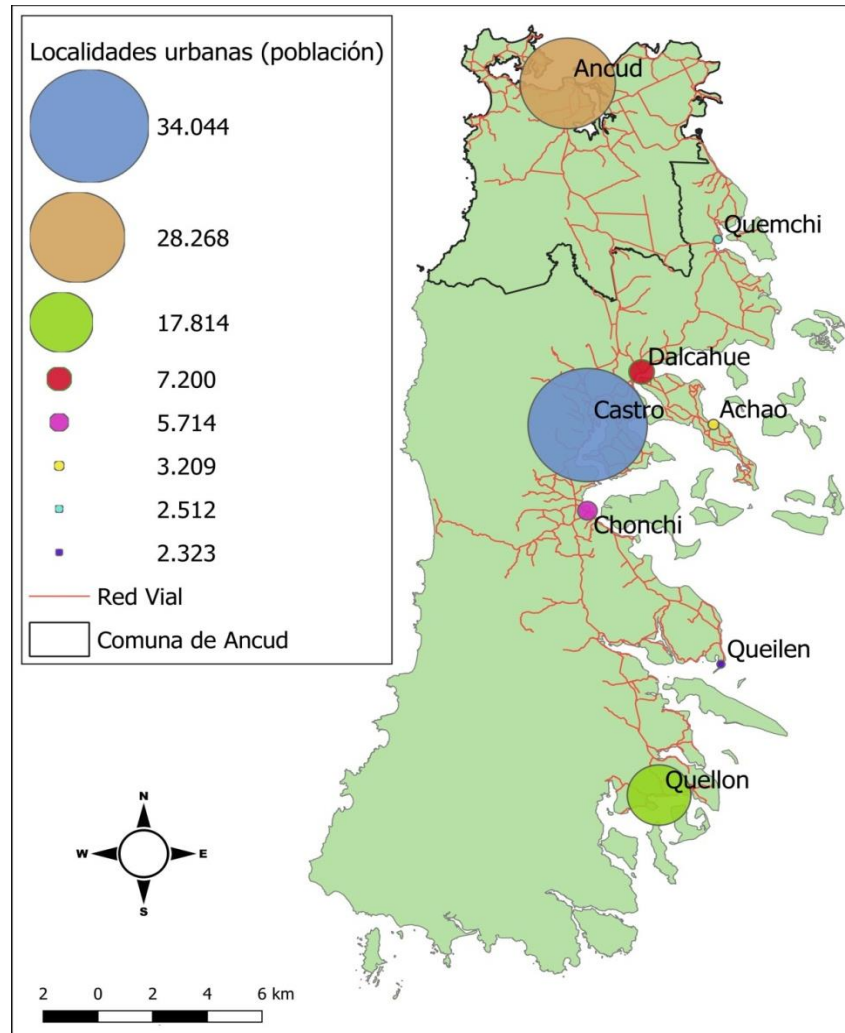 Localidades urbanas (población)
34.044
28.268
17.814
7.200
5.714
3.209
2.512
2.323
Red Vial
Comuna de Ancud
Ancud
Quemchi
Dalcahue
Castro
Achao
Chonchi
Queilen
Quellon
N
W
E
S
2 0 2 4 6 km